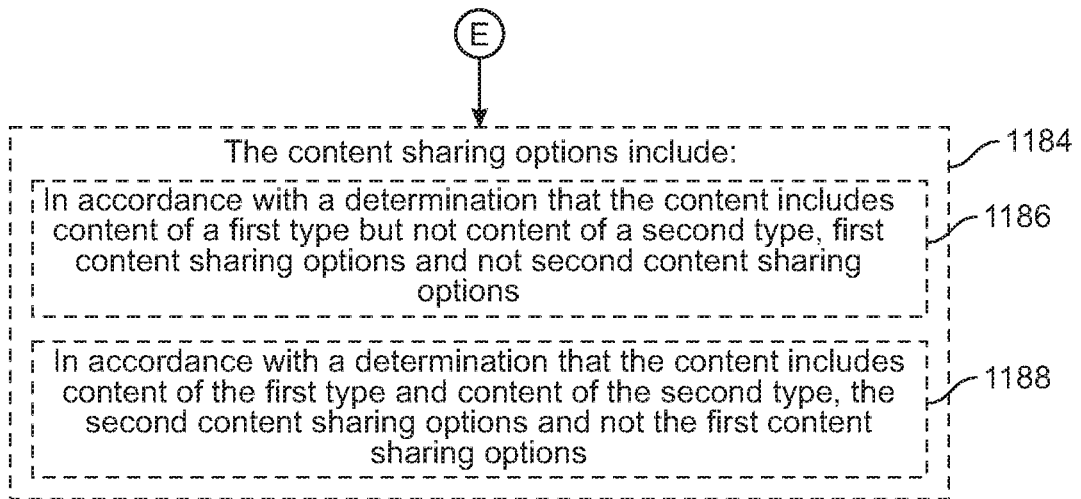 E
The content sharing options include:
1184
In accordance with a determination that the content includes
content of a first type but not content of a second type, first
content sharing options and not second content sharing
options
1186
In accordance with a determination that the content includes
content of the first type and content of the second type, the
second content sharing options and not the first content
sharing options
1188